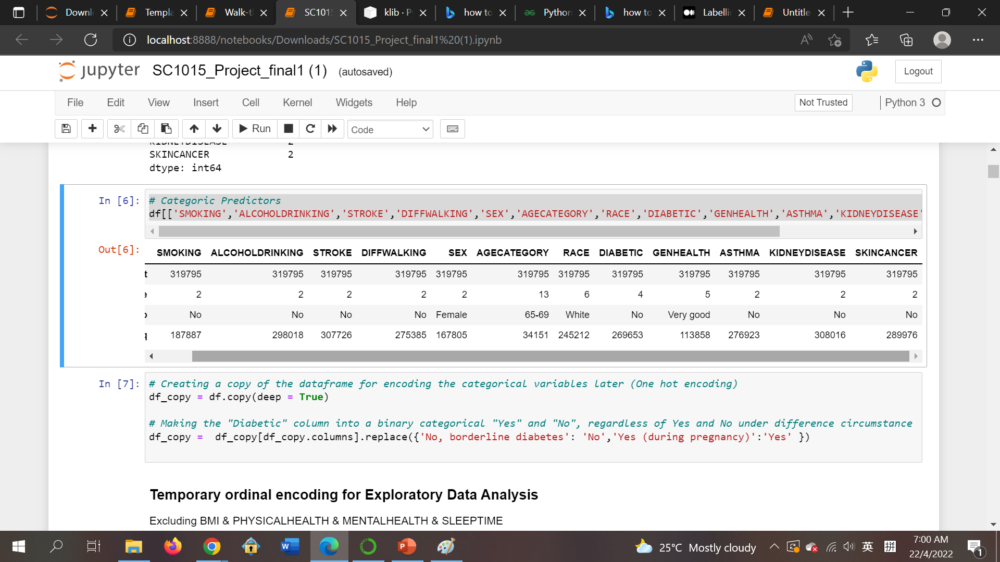 Downl
Templa
Walk-t
SC1015
klib · P
how to
Python
how to
Labelli
Untitle
localhost:8888/notebooks/Downloads/SC1015_Project_final1%20(1).ipynb
jupyter SC1015_Project_final1 (1) (autosaved)
Logout
File Edit View Insert Cell Kernel Widgets Help
Not Trusted Python 3
Run Code
KIDNEYDISEASE 2
SKINCANCER 2
dtype: int64
In [6]: # Categoric Predictors
df[['SMOKING','ALCOHOLDRINKING','STROKE','DIFFWALKING','SEX','AGECATEGORY','RACE','DIABETIC','GENHEALTH','ASTHMA','KIDNEYDISEASE'
Out[6]: SMOKING ALCOHOLDRINKING STROKE DIFFWALKING SEX AGECATEGORY RACE DIABETIC GENHEALTH ASTHMA KIDNEYDISEASE SKINCANCER
t 319795 319795 319795 319795 319795 319795 319795 319795 319795 319795 319795 319795
e 2 2 2 2 2 13 6 4 5 2 2 2
No No No No Female 65-69 White No Very good No No No
q 187887 298018 307726 275385 167805 34151 245212 269653 113858 276923 308016 289976
In [7]: # Creating a copy of the dataframe for encoding the categorical variables later (One hot encoding)
df_copy = df.copy(deep = True)
# Making the "Diabetic" column into a binary categorical "Yes" and "No", regardless of Yes and No under difference circumstance
df_copy =  df_copy[df_copy.columns].replace({'No, borderline diabetes': 'No','Yes (during pregnancy)':'Yes' })
Temporary ordinal encoding for Exploratory Data Analysis
Excluding BMI & PHYSICALHEALTH & MENTALHEALTH & SLEEPTIME
25°C Mostly cloudy
英
拼
7:00 AM
22/4/2022
1